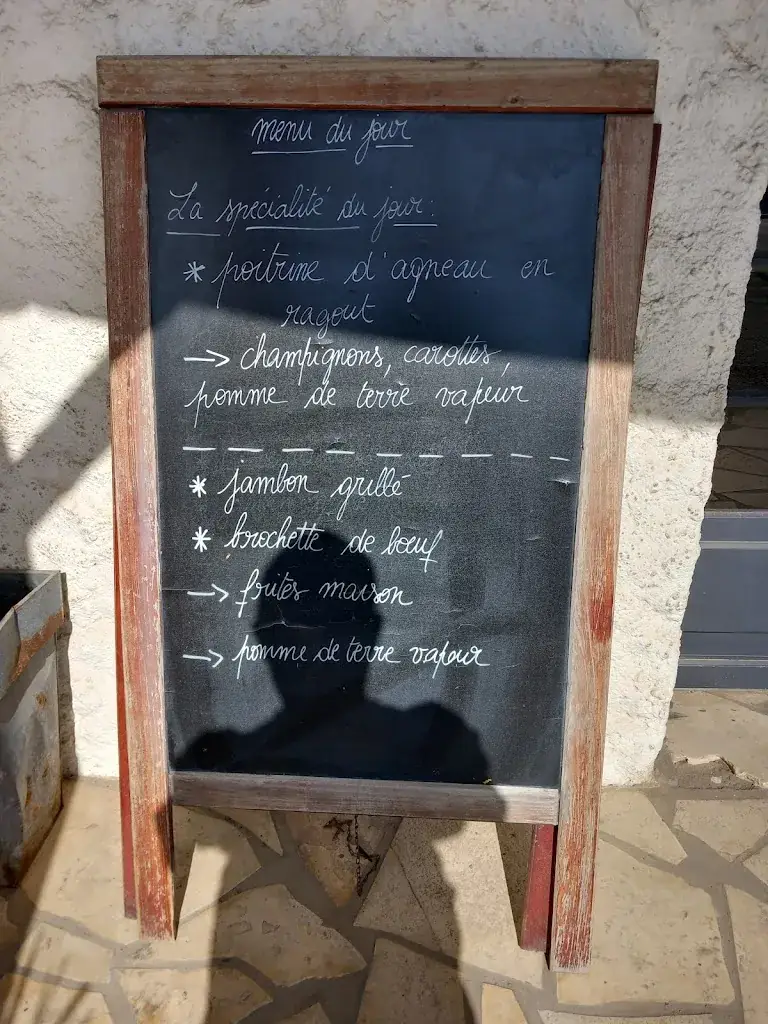 menu du jour
La spécialité du jour:
* poitrine d'agneau en
ragout
→ champignons, carottes,
pomme de terre vapeur
* jambon grillé
* brochette de bœuf
→ frites maison
→ pomme de terre vapeur